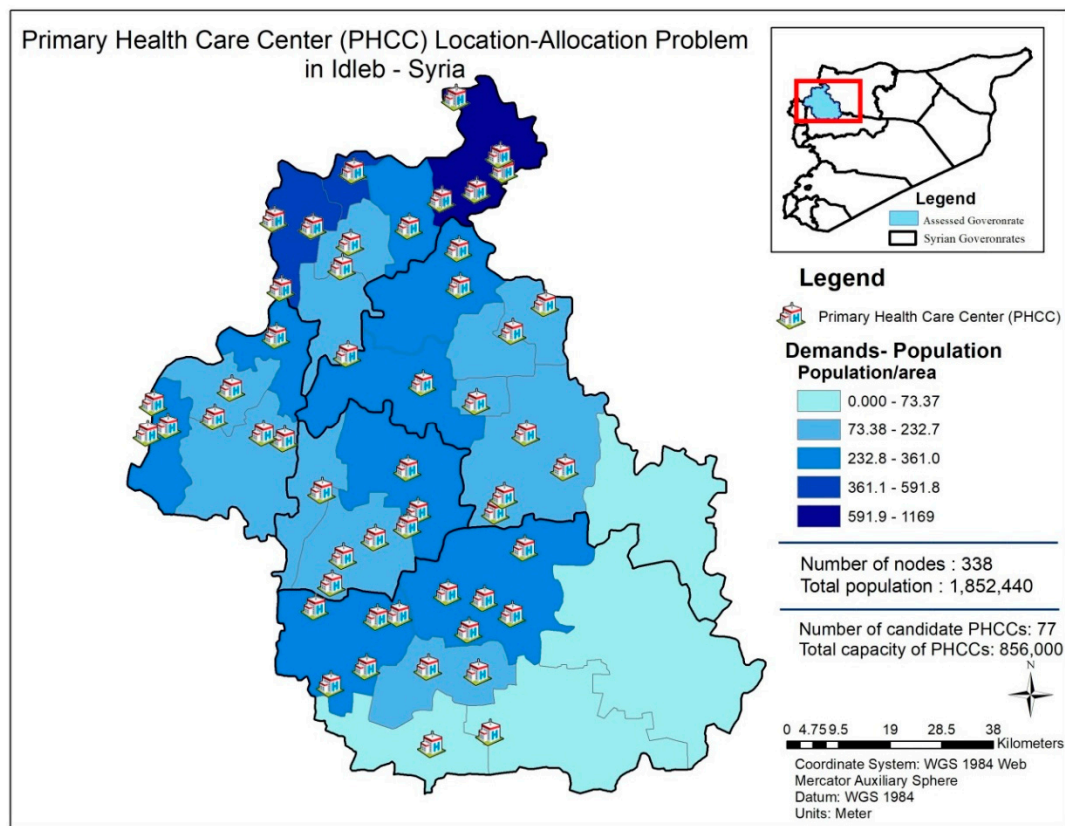 Primary Health Care Center (PHCC) Location-Allocation Problem
in Idleb - Syria
Legend
Assessed Goveronrate
Syrian Goveronrates
Legend
Primary Health Care Center (PHCC)
Demands- Population
Population/area
0.000 - 73.37
73.38 - 232.7
232.8 - 361.0
361.1 - 591.8
591.9 - 1169
Number of nodes : 338
Total population : 1,852,440
Number of candidate PHCCs: 77
Total capacity of PHCCs: 856,000
N
0 4.75 9.5 19 28.5 38
Kilometers
Coordinate System: WGS 1984 Web
Mercator Auxiliary Sphere
Datum: WGS 1984
Units: Meter